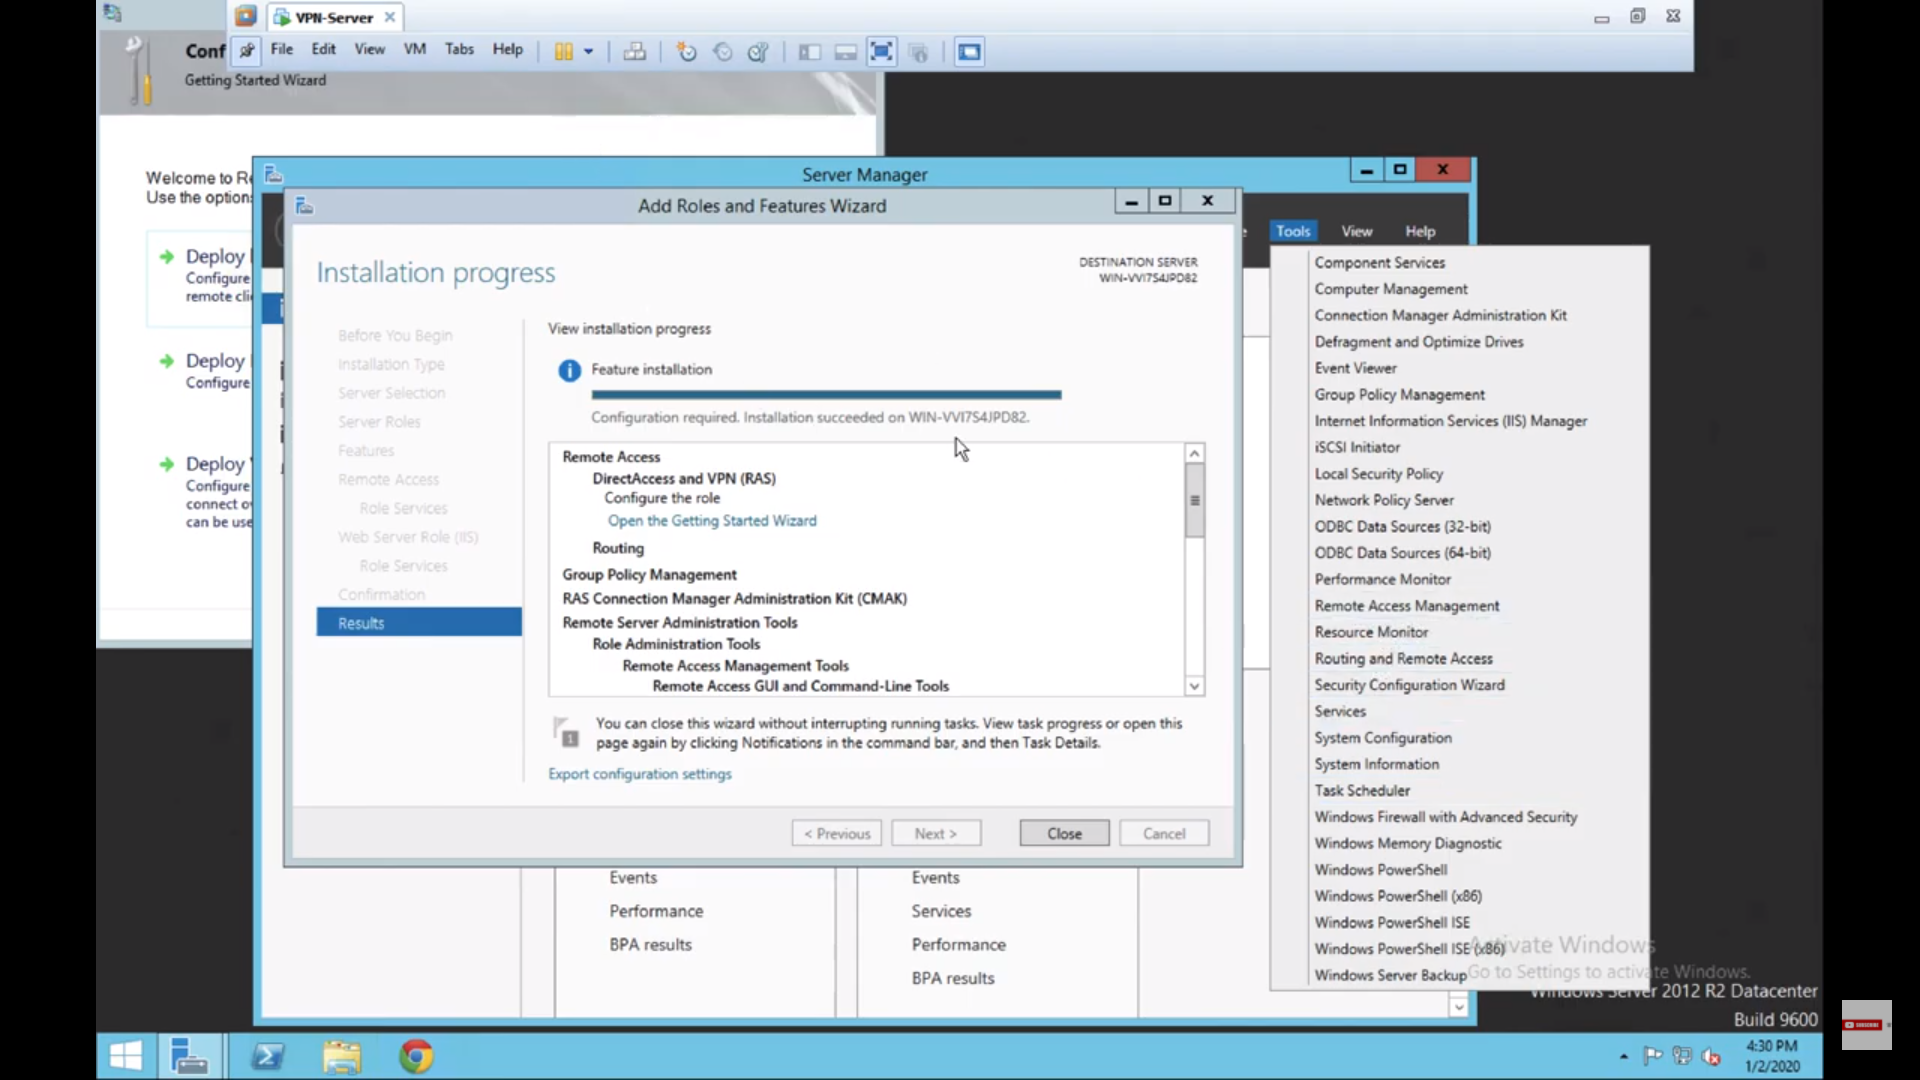 VPN-Server
Conf
File Edit View VM Tabs Help
Getting Started Wizard
Welcome to Re
Use the option
Deploy
Configure
remote cli
Deploy
Configure
Deploy
Configure
connect ov
can be use
Server Manager
Add Roles and Features Wizard
Tools View Help
Installation progress
DESTINATION SERVER
WIN-VVI7S4JPD82
Before You Begin
Installation Type
Server Selection
Server Roles
Features
Remote Access
Role Services
Web Server Role (IIS)
Role Services
Confirmation
Results
View installation progress
Feature installation
Configuration required. Installation succeeded on WIN-VVI7S4JPD82.
Remote Access
DirectAccess and VPN (RAS)
Configure the role
Open the Getting Started Wizard
Routing
Group Policy Management
RAS Connection Manager Administration Kit (CMAK)
Remote Server Administration Tools
Role Administration Tools
Remote Access Management Tools
Remote Access GUI and Command-Line Tools
1
You can close this wizard without interrupting running tasks. View task progress or open this
page again by clicking Notifications in the command bar, and then Task Details.
Export configuration settings
< Previous
Next >
Close
Cancel
Component Services
Computer Management
Connection Manager Administration Kit
Defragment and Optimize Drives
Event Viewer
Group Policy Management
Internet Information Services (IIS) Manager
iSCSI Initiator
Local Security Policy
Network Policy Server
ODBC Data Sources (32-bit)
ODBC Data Sources (64-bit)
Performance Monitor
Remote Access Management
Resource Monitor
Routing and Remote Access
Security Configuration Wizard
Services
System Configuration
System Information
Task Scheduler
Windows Firewall with Advanced Security
Windows Memory Diagnostic
Windows PowerShell
Windows PowerShell (x86)
Windows PowerShell ISE
Windows PowerShell ISE (x86)
Windows Server Backup
Events
Performance
BPA results
Events
Services
Performance
BPA results
Activate Windows
Go to Settings to activate Windows.
Windows Server 2012 R2 Datacenter
Build 9600
SUBSCRIBE
4:30 PM
1/2/2020